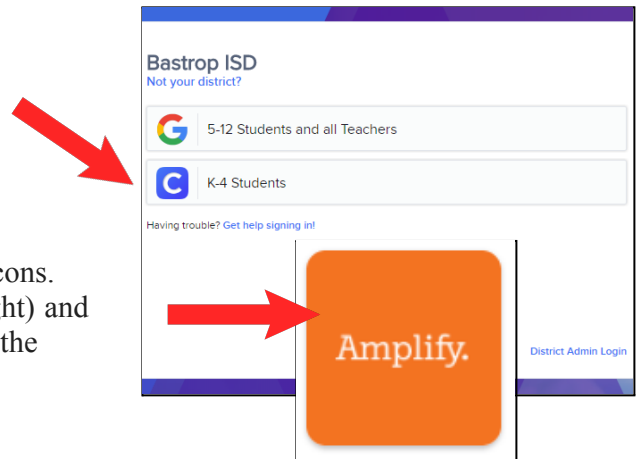 Bastrop ISD
Not your district?
5-12 Students and all Teachers
K-4 Students
Having trouble? Get help signing in!
cons.
ht) and
the
Amplify.
District Admin Login